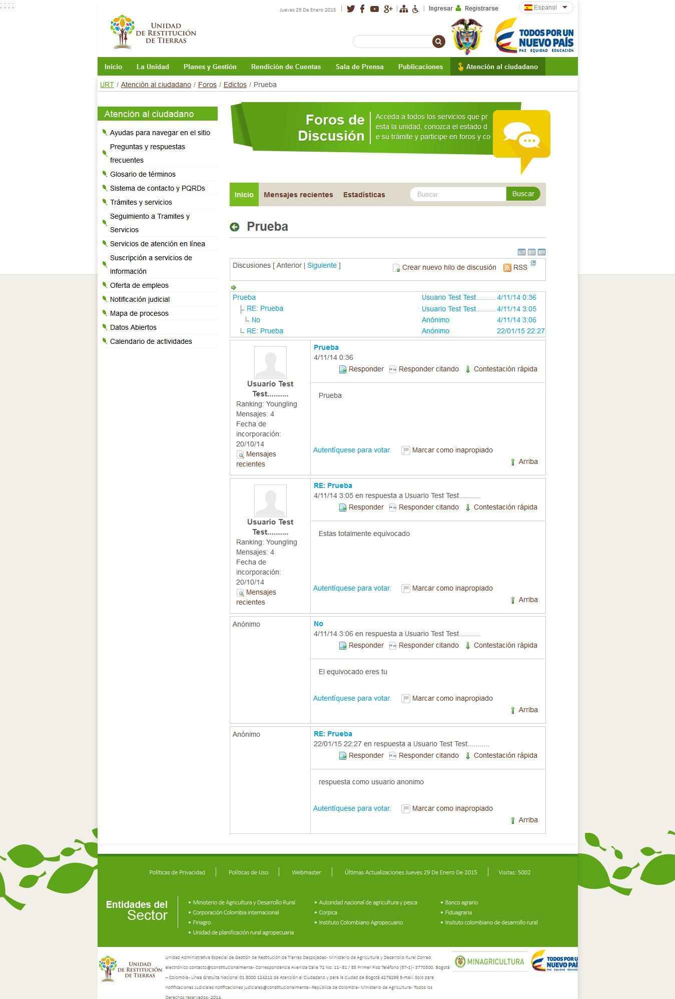 ; ; ; ;
Jueves 29 De Enero 2015
Ingresar
Registrarse
Espanol
UNIDAD
DE RESTITUCIÓN
DE TIERRAS
TODOS POR UN
NUEVO PAÍS
PAZ EQUIDAD EDUCACIÓN
Inicio La Unidad Planes y Gestión Rendición de Cuentas Sala de Prensa Publicaciones Atención al ciudadano
URT / Atención al ciudadano / Foros / Edictos / Prueba
Atención al ciudadano
Ayudas para navegar en el sitio
Preguntas y respuestas
frecuentes
Glosario de términos
Sistema de contacto y PQRDs
Trámites y servicios
Seguimiento a Tramites y
Servicios
Servicios de atención en línea
Suscripción a servicios de
información
Oferta de empleos
Notificación judicial
Mapa de procesos
Datos Abiertos
Calendario de actividades
Foros de
Discusión
Acceda a todos los servicios que pr
esta la unidad, conozca el estado d
e su trámite y participe en foros y co
Inicio Mensajes recientes Estadísticas Buscar Buscar
Prueba
Discusiones [ Anterior | Siguiente ] Crear nuevo hilo de discusión RSS
Prueba Usuario Test Test.......... 4/11/14 0:36
RE: Prueba Usuario Test Test.......... 4/11/14 3:05
No Anónimo 4/11/14 3:06
RE: Prueba Anónimo 22/01/15 22:27
Usuario Test
Test..........
Ranking: Youngling
Mensajes: 4
Fecha de
incorporación:
20/10/14
Mensajes
recientes
Prueba
4/11/14 0:36
Responder Responder citando Contestación rápida
Prueba
Autentíquese para votar. Marcar como inapropiado
Arriba
Usuario Test
Test..........
Ranking: Youngling
Mensajes: 4
Fecha de
incorporación:
20/10/14
Mensajes
recientes
RE: Prueba
4/11/14 3:05 en respuesta a Usuario Test Test...........
Responder Responder citando Contestación rápida
Estas totalmente equivocado
Autentíquese para votar. Marcar como inapropiado
Arriba
Anónimo
No
4/11/14 3:06 en respuesta a Usuario Test Test...........
Responder Responder citando Contestación rápida
El equivocado eres tu
Autentíquese para votar. Marcar como inapropiado
Arriba
Anónimo
RE: Prueba
22/01/15 22:27 en respuesta a Usuario Test Test...........
Responder Responder citando Contestación rápida
respuesta como usuario anonimo
Autentíquese para votar. Marcar como inapropiado
Arriba
Políticas de Privacidad Políticas de Uso Webmaster Últimas Actualizaciones Jueves 29 De Enero De 2015 Visitas: 5002
Entidades del
Sector
• Ministerio de Agricultura y Desarrollo Rural
• Corporación Colombia internacional
• Finagro
• Unidad de planificación rural agropecuaria
• Autoridad nacional de agricultura y pesca
• Corpica
• Instituto Colombiano Agropecuario
• Banco agrario
• Fiduagraria
• Insituto colombiano de desarrollo rural
UNIDAD
DE RESTITUCIÓN
DE TIERRAS
Unidad Administrativa Especial de Gestión de Restitución de Tierras Despojadas- Ministerio de Agricultura y Desarrollo Rural Correo
electrónico contacto@constitucionalmente- Correspondencia Avenida Calle 72 No. 11- 81 / 85 Primer Piso Teléfono (57-1)- 3770300. Bogotá
– Colombia- Línea Gratuita Nacional 01 8000 124212 de Atención al Ciudadano y para la ciudad de Bogotá 4279299 E-mail: Solo para
notificaciones Judiciales notificaciones judiciales@constitucionalmente- República de Colombia- Ministerio de Agricultura- Todos los
Derechos reservados- 2014
MINAGRICULTURA
TODOS POR U
NUEVO PAÍ
PAZ EQUIDAD EDUCAC